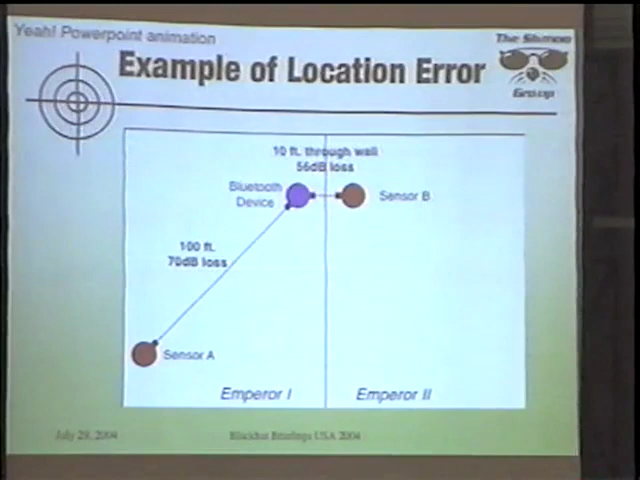 Yeah! Powerpoint animation
The Shmoo
Group
Example of Location Error
10 ft. through wall
56dB loss
Bluetooth
Device
Sensor B
100 ft.
70dB loss
Sensor A
Emperor I
Emperor II
July 29, 2004
Blackhat Briefings USA 2004